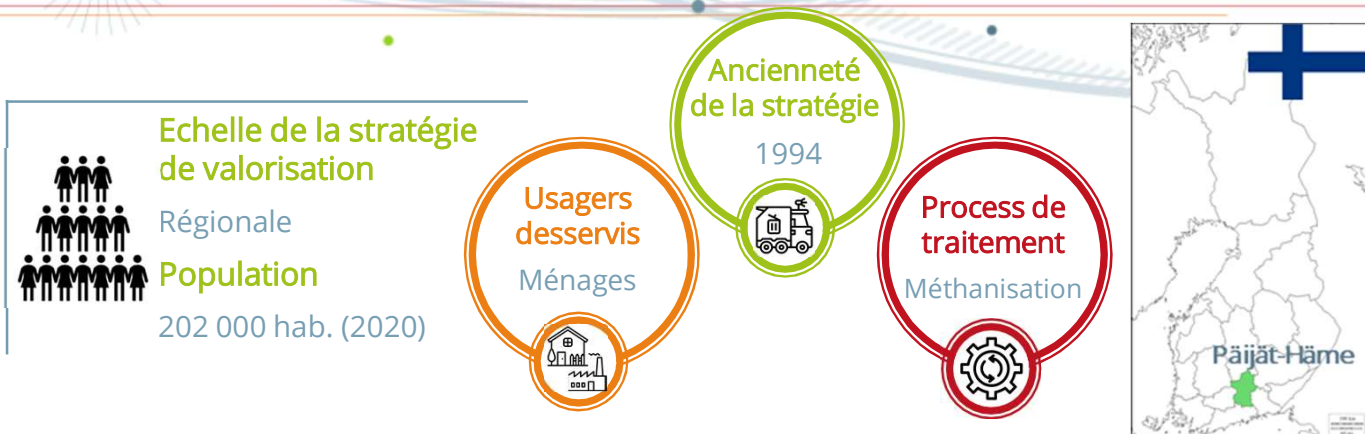 Echelle de la stratégie
de valorisation
Régionale
Population
202 000 hab. (2020)
Usagers
desservis
Ménages
Ancienneté
de la stratégie
1994
Process de
traitement
Méthanisation
Päijät-Häme